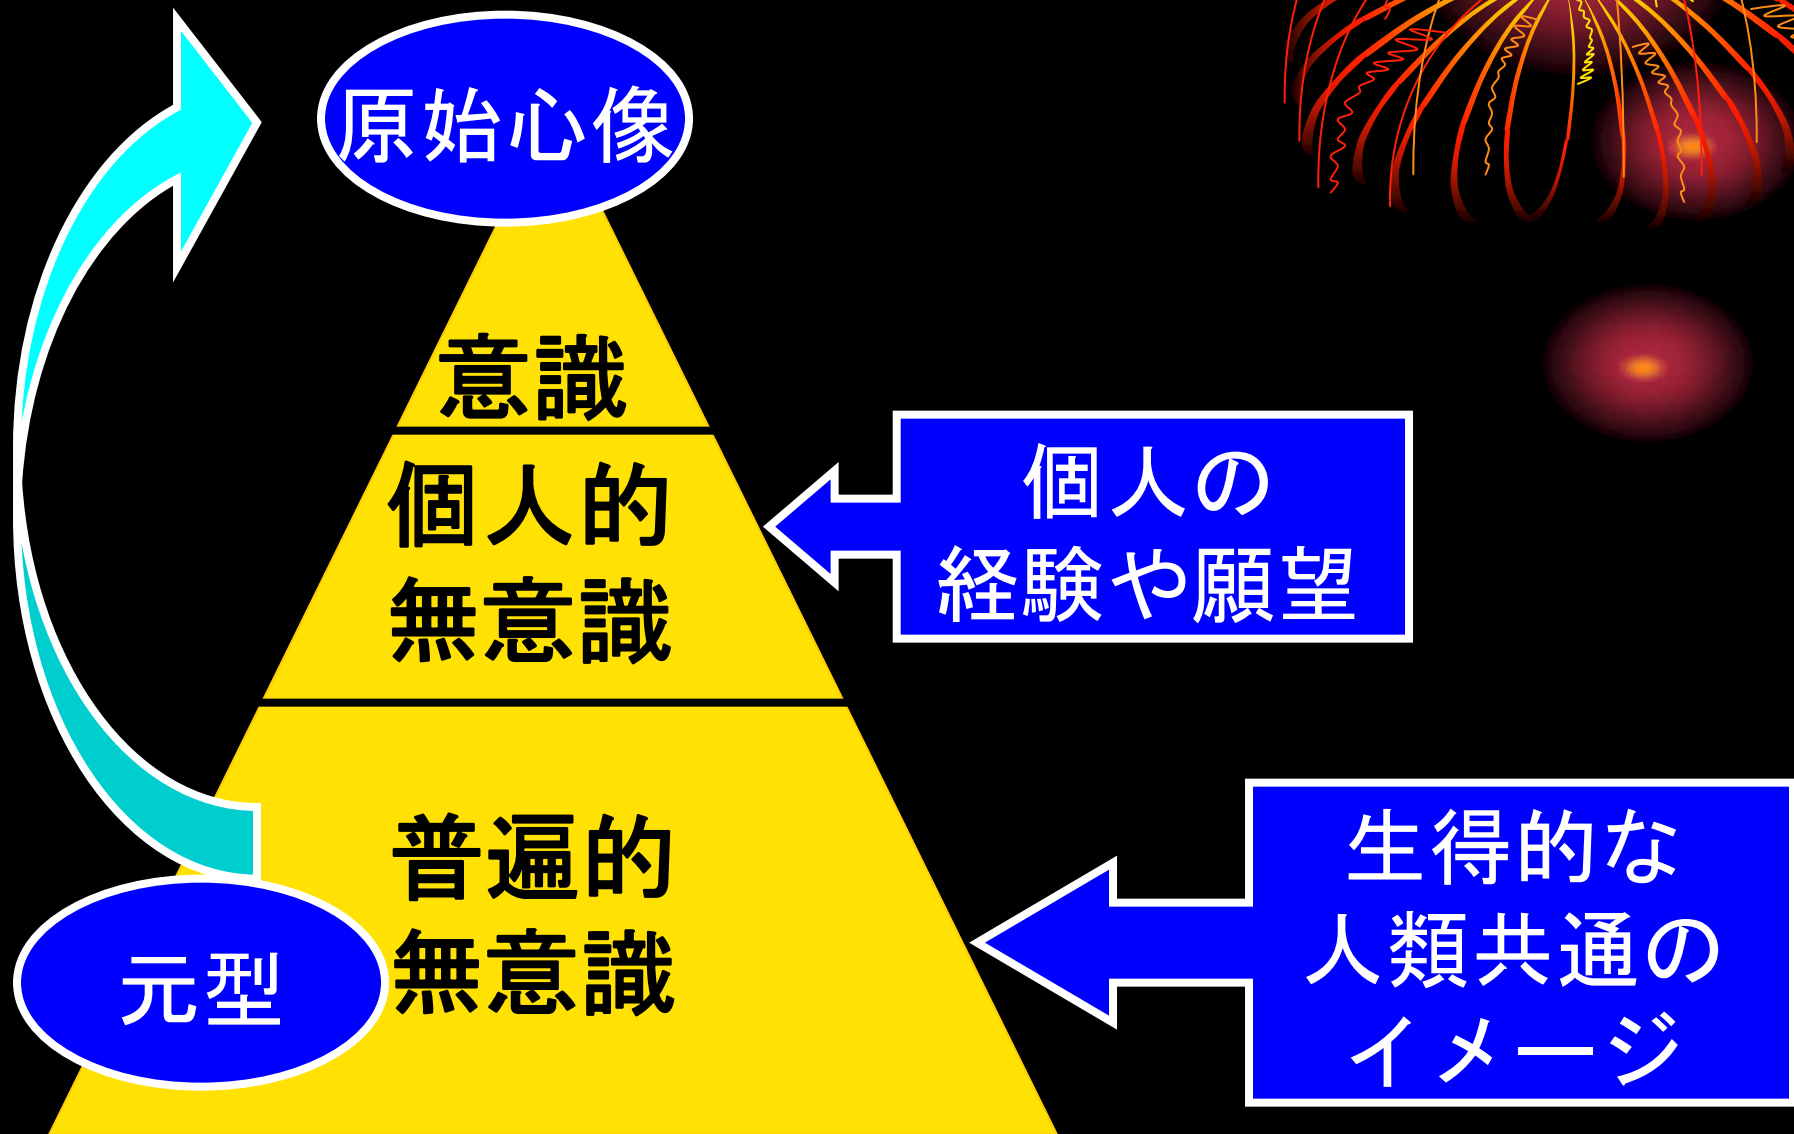 原始心像
意識
個人的
無意識
個人の
経験や願望
普遍的
無意識
元型
生得的な
人類共通の
イメージ